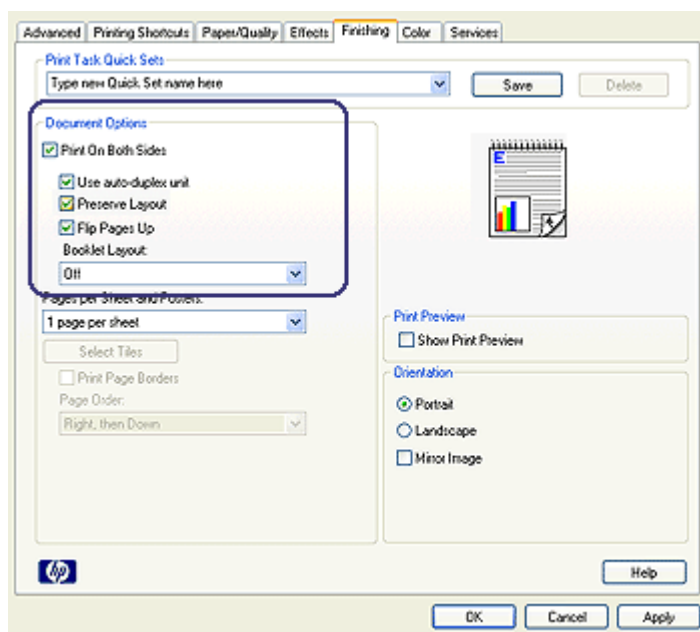 Advanced Printing Shortcuts Paper/Quality Effects Finishing Color Services
Print Task Quick Sets
Type new Quick Set name here Save Delete
Document Options
Print On Both Sides
Use auto-duplex unit
Preserve Layout
Flip Pages Up
Booklet Layout:
Off
Pages per Sheet and Posters:
1 page per sheet
Select Tiles
Print Page Borders
Page Order:
Right, then Down
E
Print Preview
Show Print Preview
Orientation
Portrait
Landscape
Mirror Image
hp
Help
OK Cancel Apply